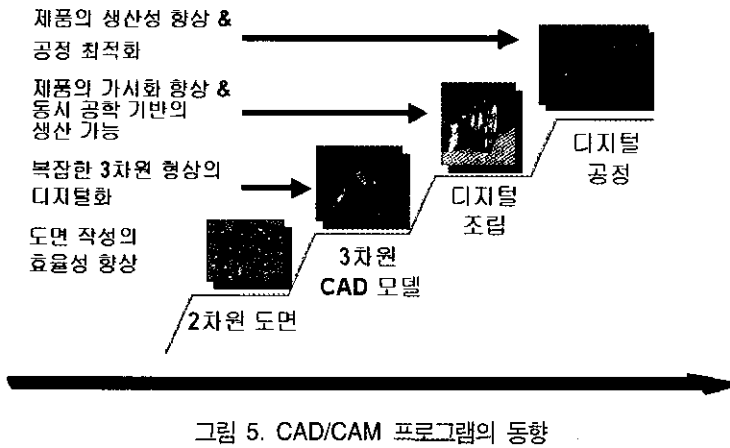 제품의 생산성 향상 &
공정 최적화
제품의 가시화 향상 &
동시 공학 기반의
생산 가능
복잡한 3차원 형상의
디지털화
도면 작성의
효율성 향상
2차원 도면
3차원
CAD 모델
디지털
조립
디지털
공정
그림 5. CAD/CAM 프로그램의 동향